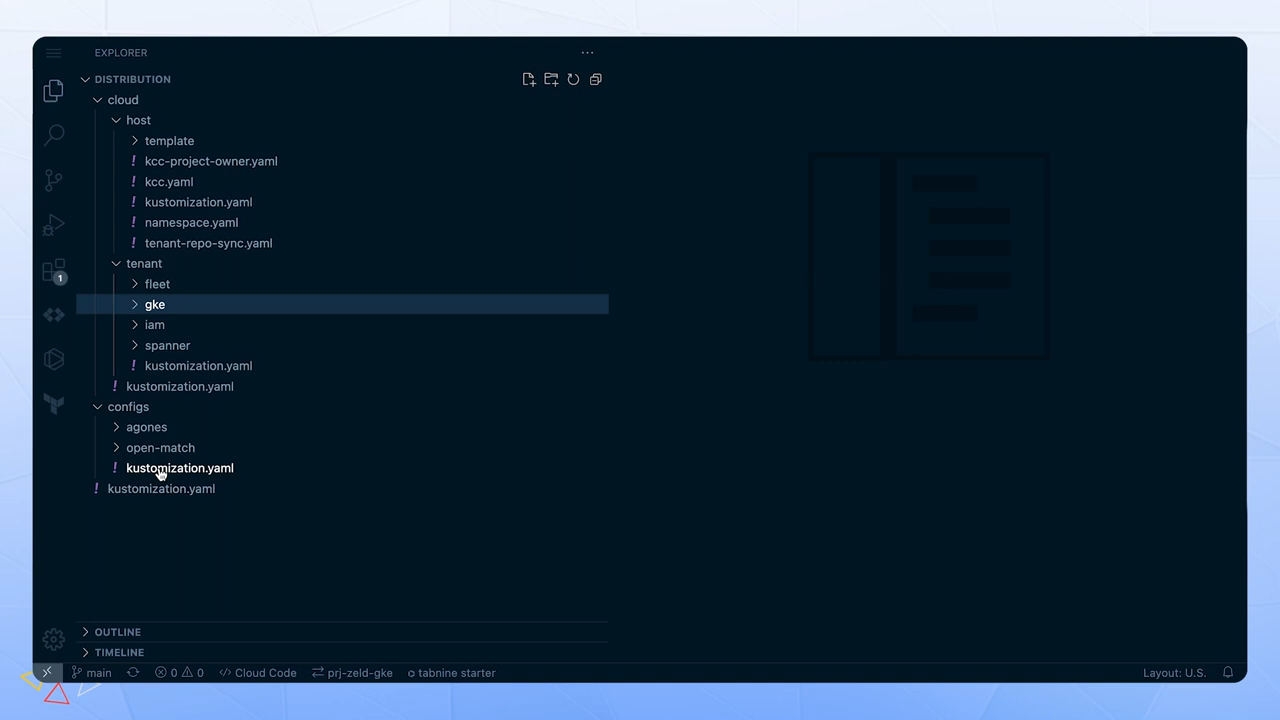 EXPLORER
DISTRIBUTION
cloud
host
template
! kcc-project-owner.yaml
! kcc.yaml
! kustomization.yaml
! namespace.yaml
! tenant-repo-sync.yaml
tenant
fleet
gke
iam
spanner
! kustomization.yaml
! kustomization.yaml
configs
agones
open-match
! kustomization.yaml
! kustomization.yaml
1
OUTLINE
TIMELINE
main 0 0 Cloud Code prj-zeld-gke tabnine starter Layout: U.S.